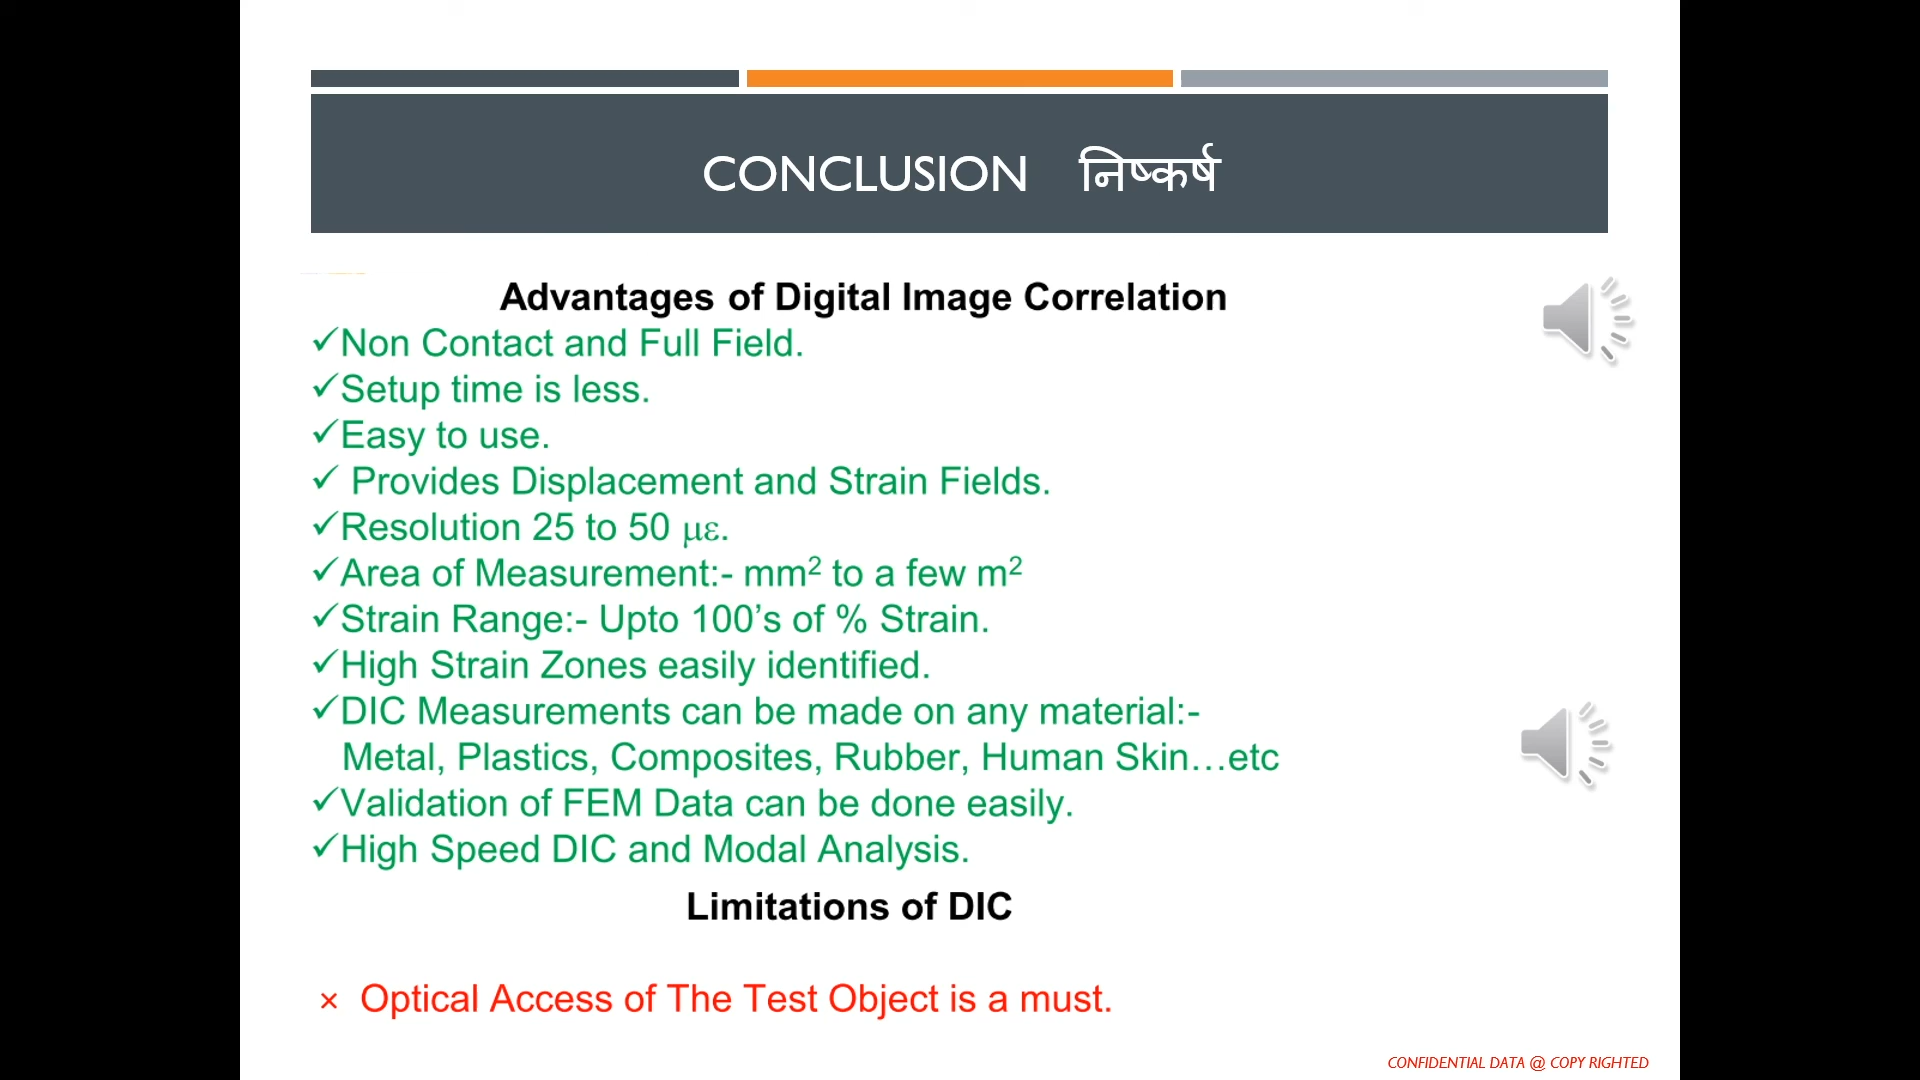 CONCLUSION निष्कर्ष
Advantages of Digital Image Correlation
✓Non Contact and Full Field.
✓Setup time is less.
✓Easy to use.
✓ Provides Displacement and Strain Fields.
✓Resolution 25 to 50 με.
✓Area of Measurement:- mm² to a few m²
✓Strain Range:- Upto 100’s of % Strain.
✓High Strain Zones easily identified.
✓DIC Measurements can be made on any material:-
Metal, Plastics, Composites, Rubber, Human Skin…etc
✓Validation of FEM Data can be done easily.
✓High Speed DIC and Modal Analysis.
Limitations of DIC
× Optical Access of The Test Object is a must.
CONFIDENTIAL DATA @ COPY RIGHTED